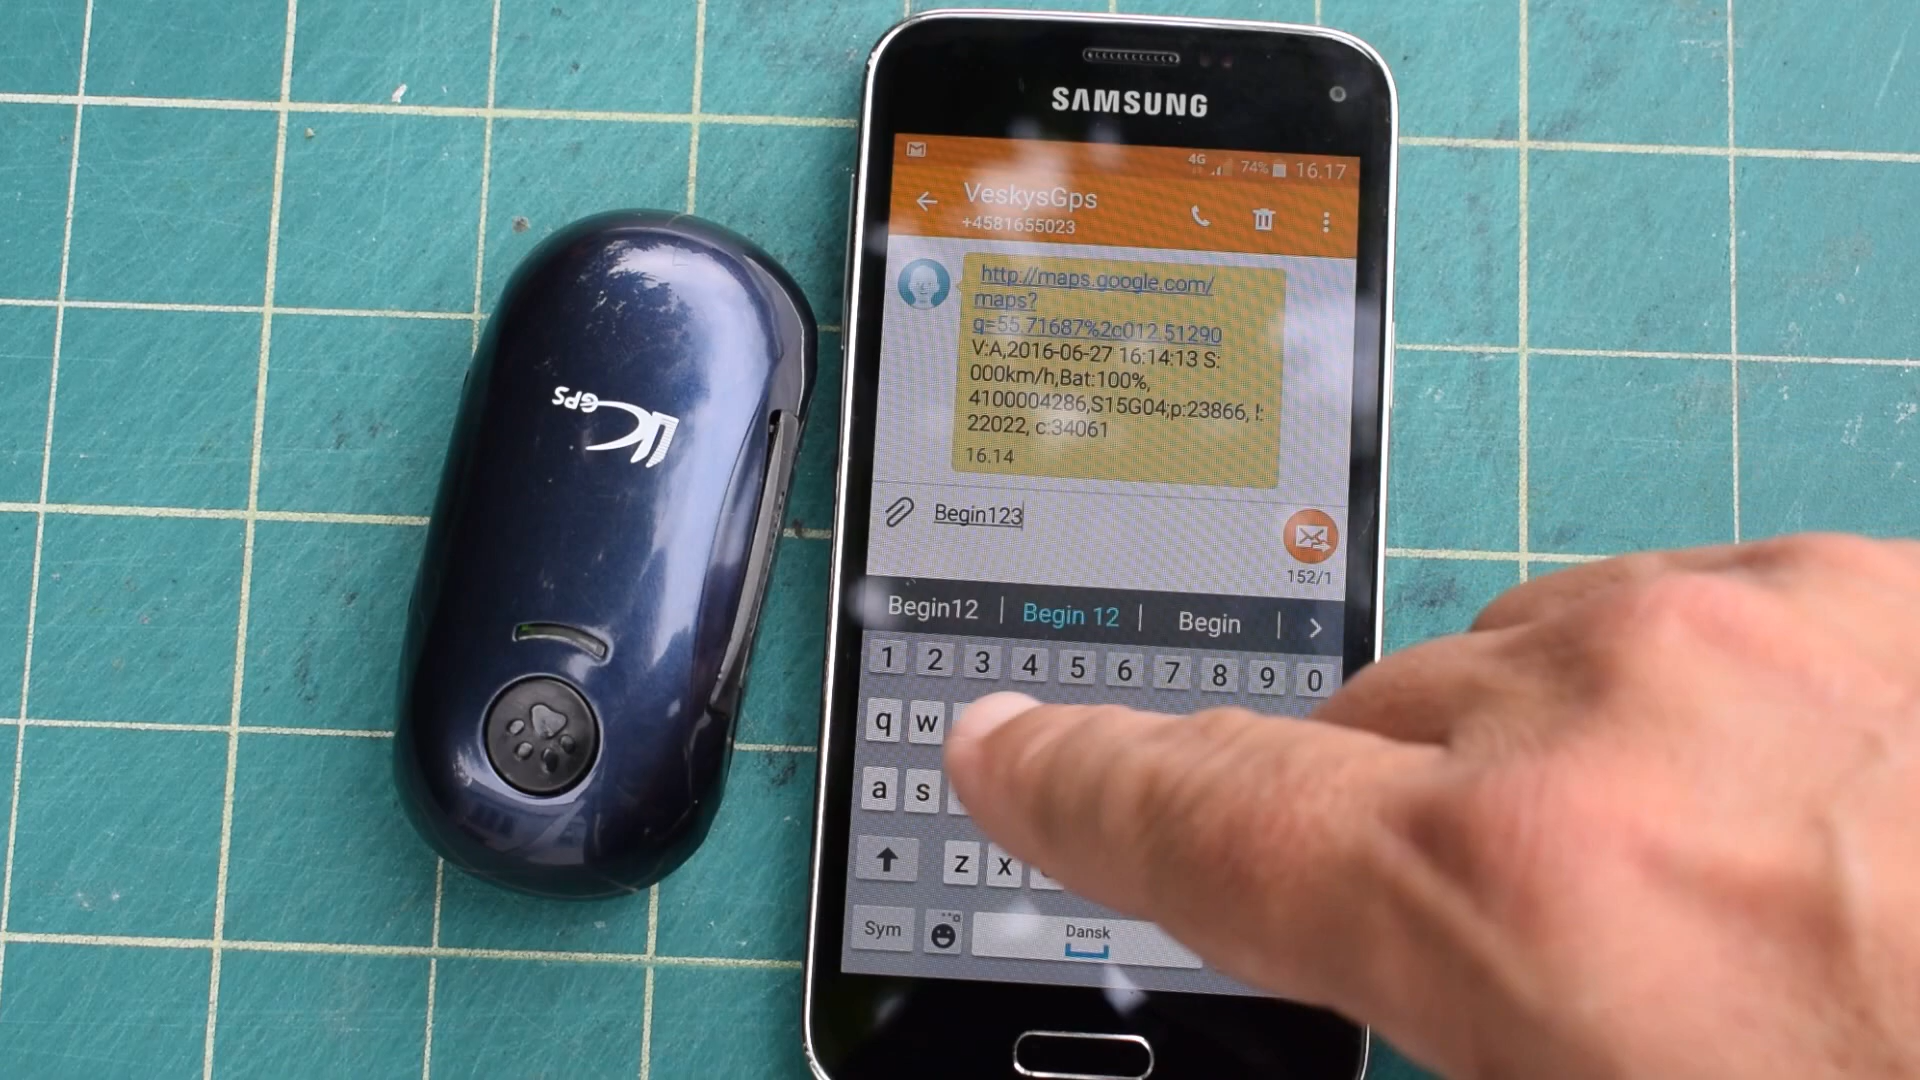 SAMSUNG
4G 74% 16.17
VeskysGps
+4581655023
http://maps.google.com/
maps?
q=55.71687%2c012.51290
V:A,2016-06-27 16:14:13 S:
000km/h,Bat:100%,
4100004286,S15G04;p:23866, l:
22022, c:34061
16.14
Begin123
152/1
Begin12 Begin 12 Begin
1 2 3 4 5 6 7 8 9 0
q w
a s
z x
Sym Dansk
GPS